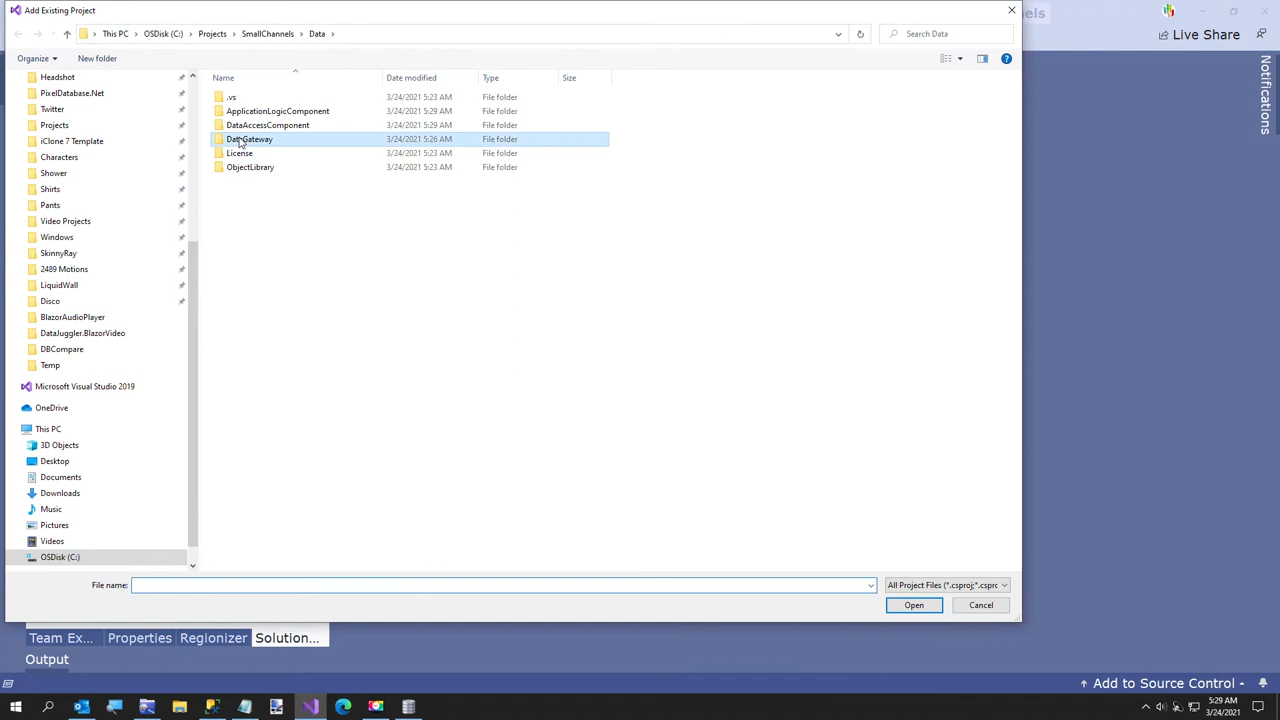 Add Existing Project
This PC
OSDisk (C:)
Projects
SmallChannels
Data
Search Data
Live Share
Organize
New folder
Notifications
Headshot
PixelDatabase.Net
Twitter
Projects
iClone 7 Template
Characters
Shower
Shirts
Pants
Video Projects
Windows
SkinnyRay
2489 Motions
LiquidWall
Disco
BlazorAudioPlayer
DataJuggler.BlazorVideo
DBCompare
Temp
Microsoft Visual Studio 2019
OneDrive
This PC
3D Objects
Desktop
Documents
Downloads
Music
Pictures
Videos
OSDisk (C:)
Name Date modified Type Size
.vs 3/24/2021 5:23 AM File folder
ApplicationLogicComponent 3/24/2021 5:29 AM File folder
DataAccessComponent 3/24/2021 5:29 AM File folder
DataGateway 3/24/2021 5:26 AM File folder
License 3/24/2021 5:23 AM File folder
ObjectLibrary 3/24/2021 5:23 AM File folder
File name:
All Project Files (*.csproj;*.cspro
Open Cancel
Team Ex... Properties Regionizer Solution...
Output
Add to Source Control
5:29 AM
3/24/2021